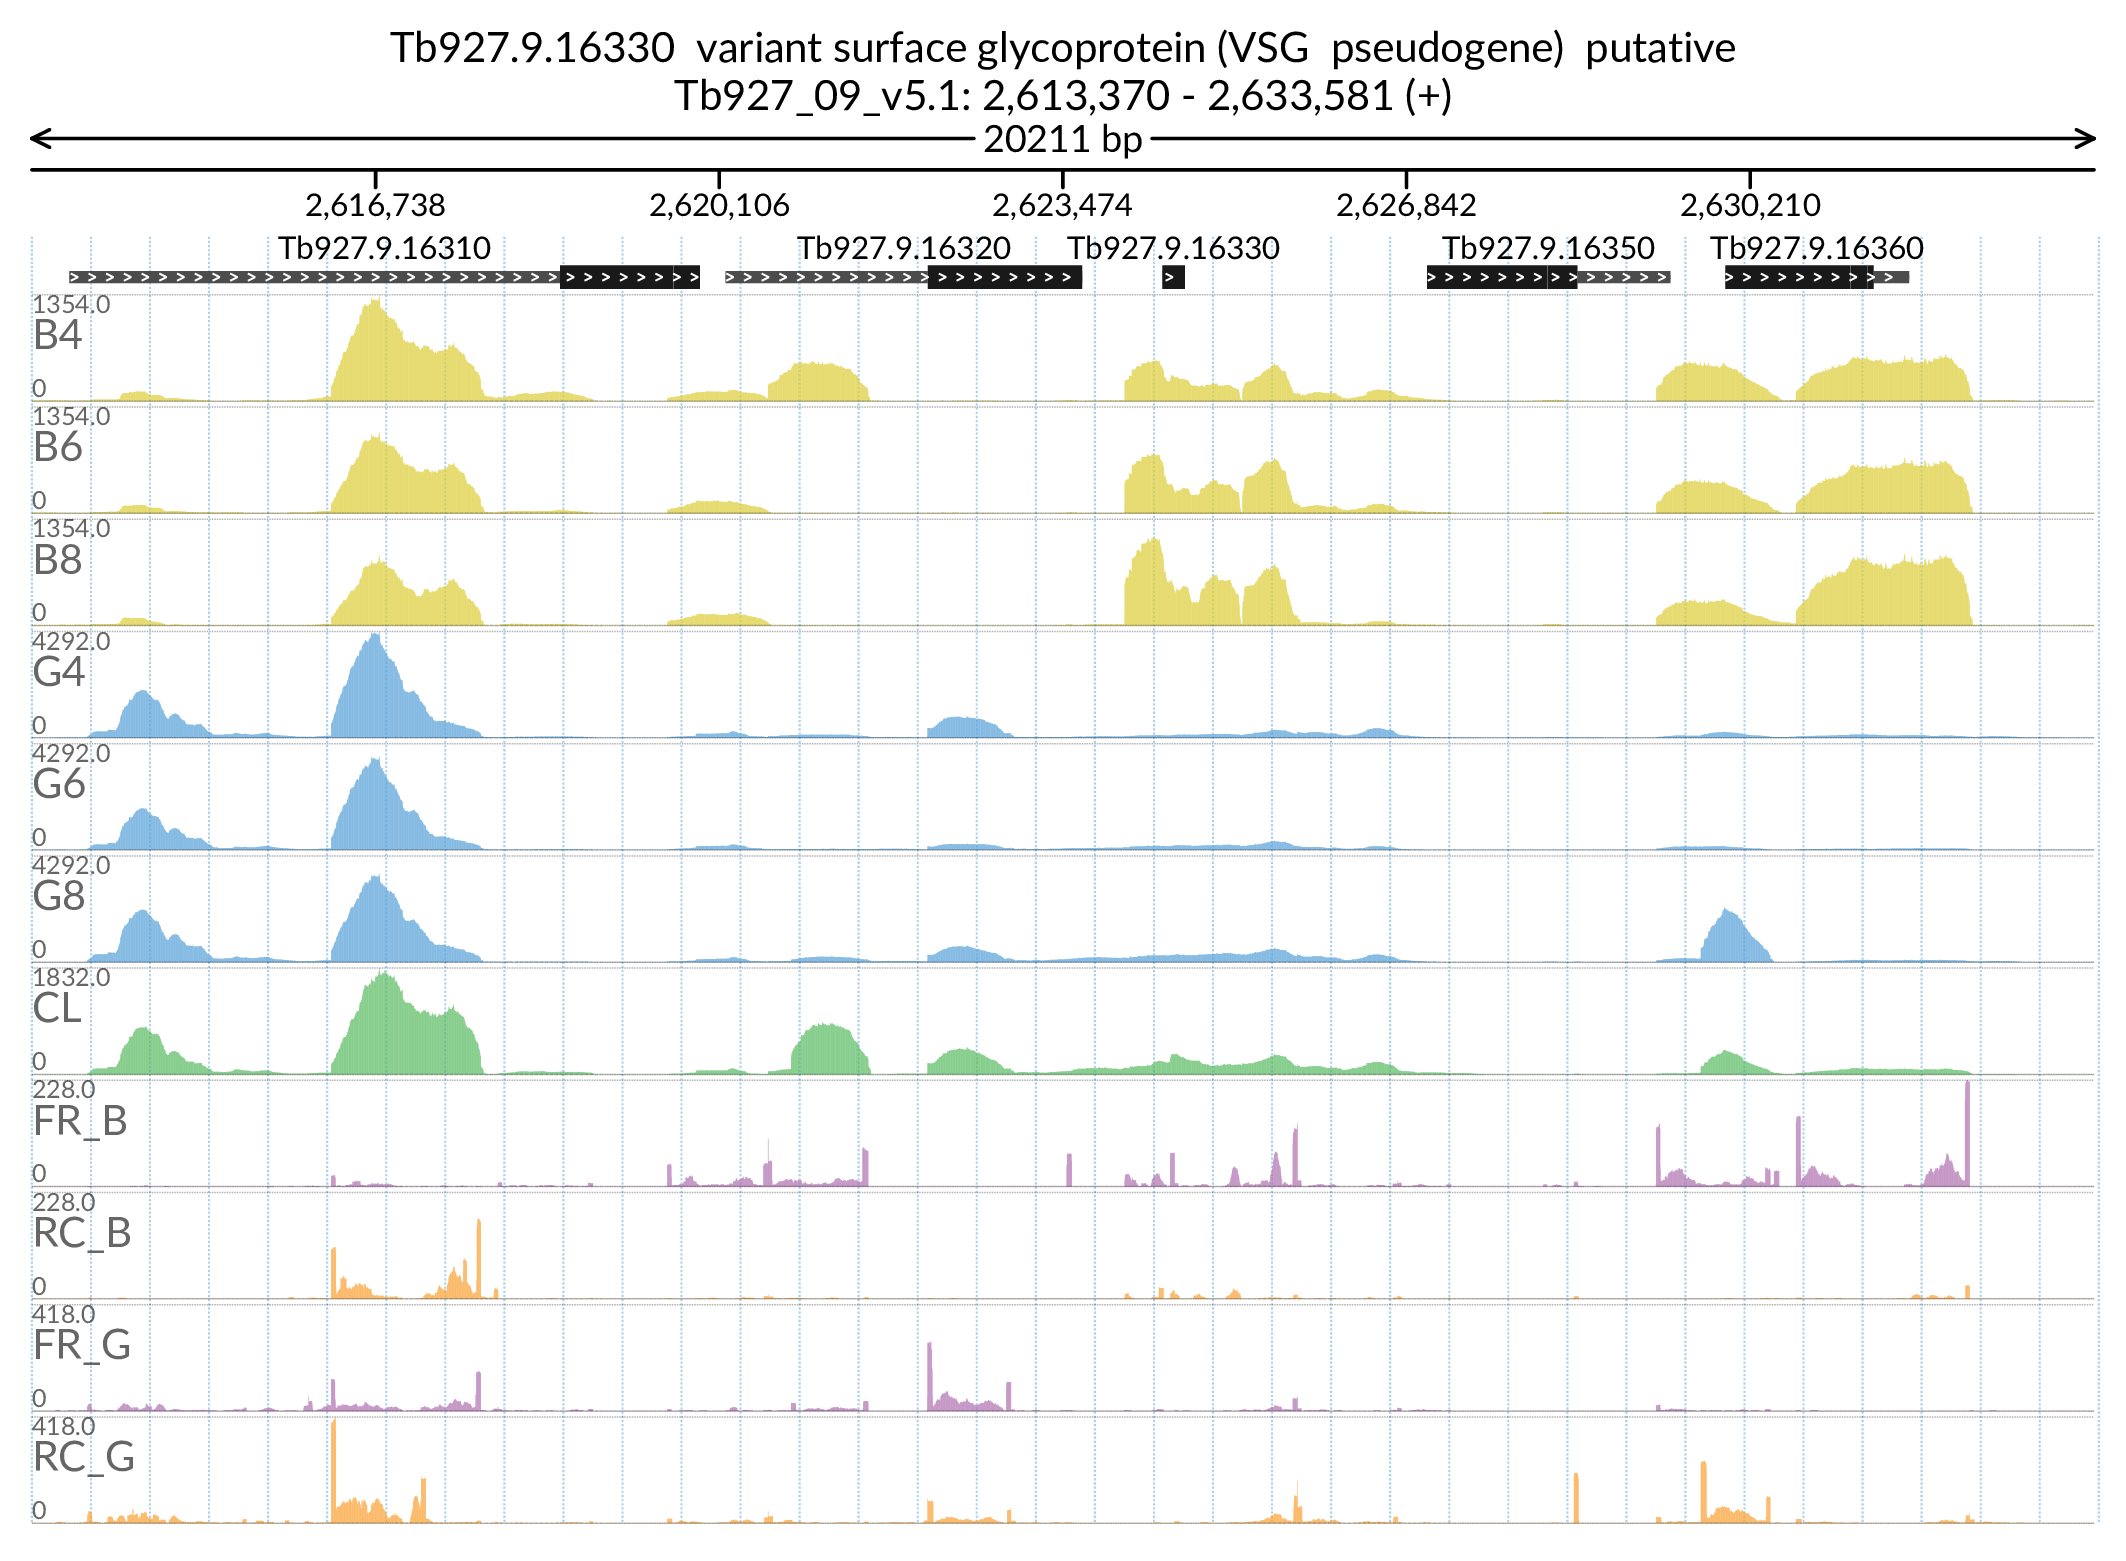 Tb927.9.16330  variant surface glycoprotein (VSG  pseudogene)  putative
Tb927_09_v5.1: 2,613,370 - 2,633,581 (+)
20211 bp
2,616,738 2,620,106 2,623,474 2,626,842 2,630,210
Tb927.9.16310 Tb927.9.16320 Tb927.9.16330 Tb927.9.16350 Tb927.9.16360
1354.0
B4
0
1354.0
B6
0
1354.0
B8
0
4292.0
G4
0
4292.0
G6
0
4292.0
G8
0
1832.0
CL
0
228.0
FR_B
0
228.0
RC_B
0
418.0
FR_G
0
418.0
RC_G
0